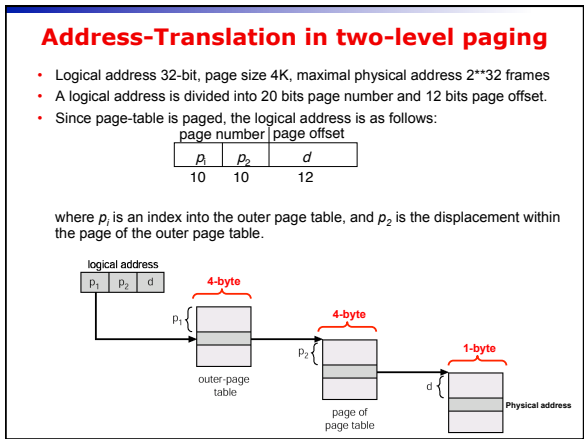 Address-Translation in two-level paging
• Logical address 32-bit, page size 4K, maximal physical address 2**32 frames
• A logical address is divided into 20 bits page number and 12 bits page offset.
• Since page-table is paged, the logical address is as follows:
page number page offset
pi p2 d
10 10 12
where pi is an index into the outer page table, and p2 is the displacement within
the page of the outer page table.
logical address
p1 p2 d
4-byte
p1
outer-page
table
4-byte
p2
page of
page table
1-byte
d
Physical address